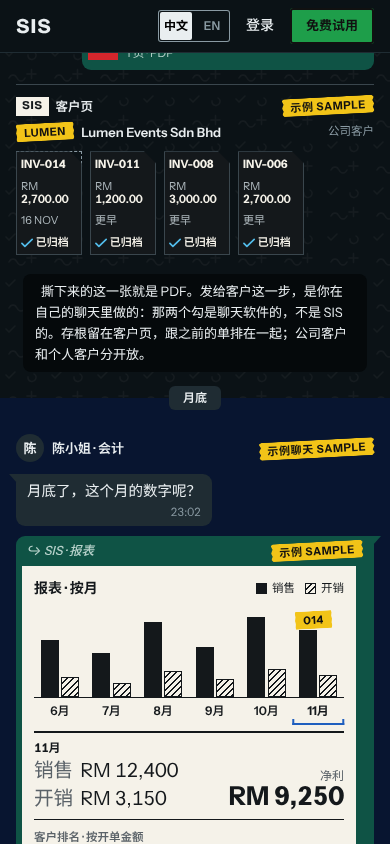 SIS
中文 EN
登录
免费试用
1页·PDF
SIS 客户页
示例 SAMPLE
LUMEN Lumen Events Sdn Bhd
公司客户
INV-014
RM
2,700.00
16 NOV
已归档
INV-011
RM
1,200.00
更早
已归档
INV-008
RM
3,000.00
更早
已归档
INV-006
RM
2,700.00
更早
已归档
撕下来的这一张就是 PDF。发给客户这一步，是你在
自己的聊天里做的：那两个勾是聊天软件的，不是 SIS
的。存根留在客户页，跟之前的单排在一起；公司客户
和个人客户分开放。
月底
陈 陈小姐·会计
示例聊天 SAMPLE
月底了，这个月的数字呢？
23:02
↪ SIS·报表
示例 SAMPLE
报表·按月
销售 开销
014
6月 7月 8月 9月 10月 11月
11月
销售 RM 12,400
开销 RM 3,150
净利
RM 9,250
客户排名·按开单金额